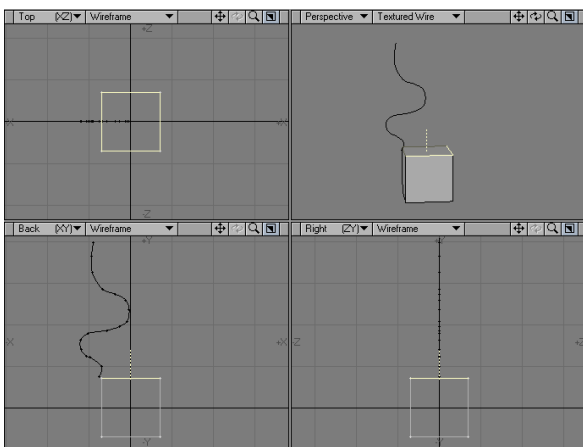 Top (XZ) Wireframe
Perspective Textured Wire
+Z
-X +X
-Z
Back (XY) Wireframe
Right (ZY) Wireframe
+Y
-X +X
-Z +Z
-Y
-Y